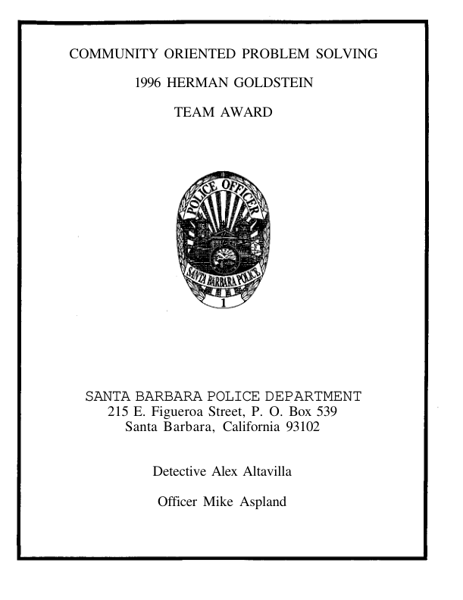 COMMUNITY ORIENTED PROBLEM SOLVING
1996 HERMAN GOLDSTEIN
TEAM AWARD
POLICE OFFICER
SANTA BARBARA POLICE
1
SANTA BARBARA POLICE DEPARTMENT
215 E. Figueroa Street, P. O. Box 539
Santa Barbara, California 93102
Detective Alex Altavilla
Officer Mike Aspland